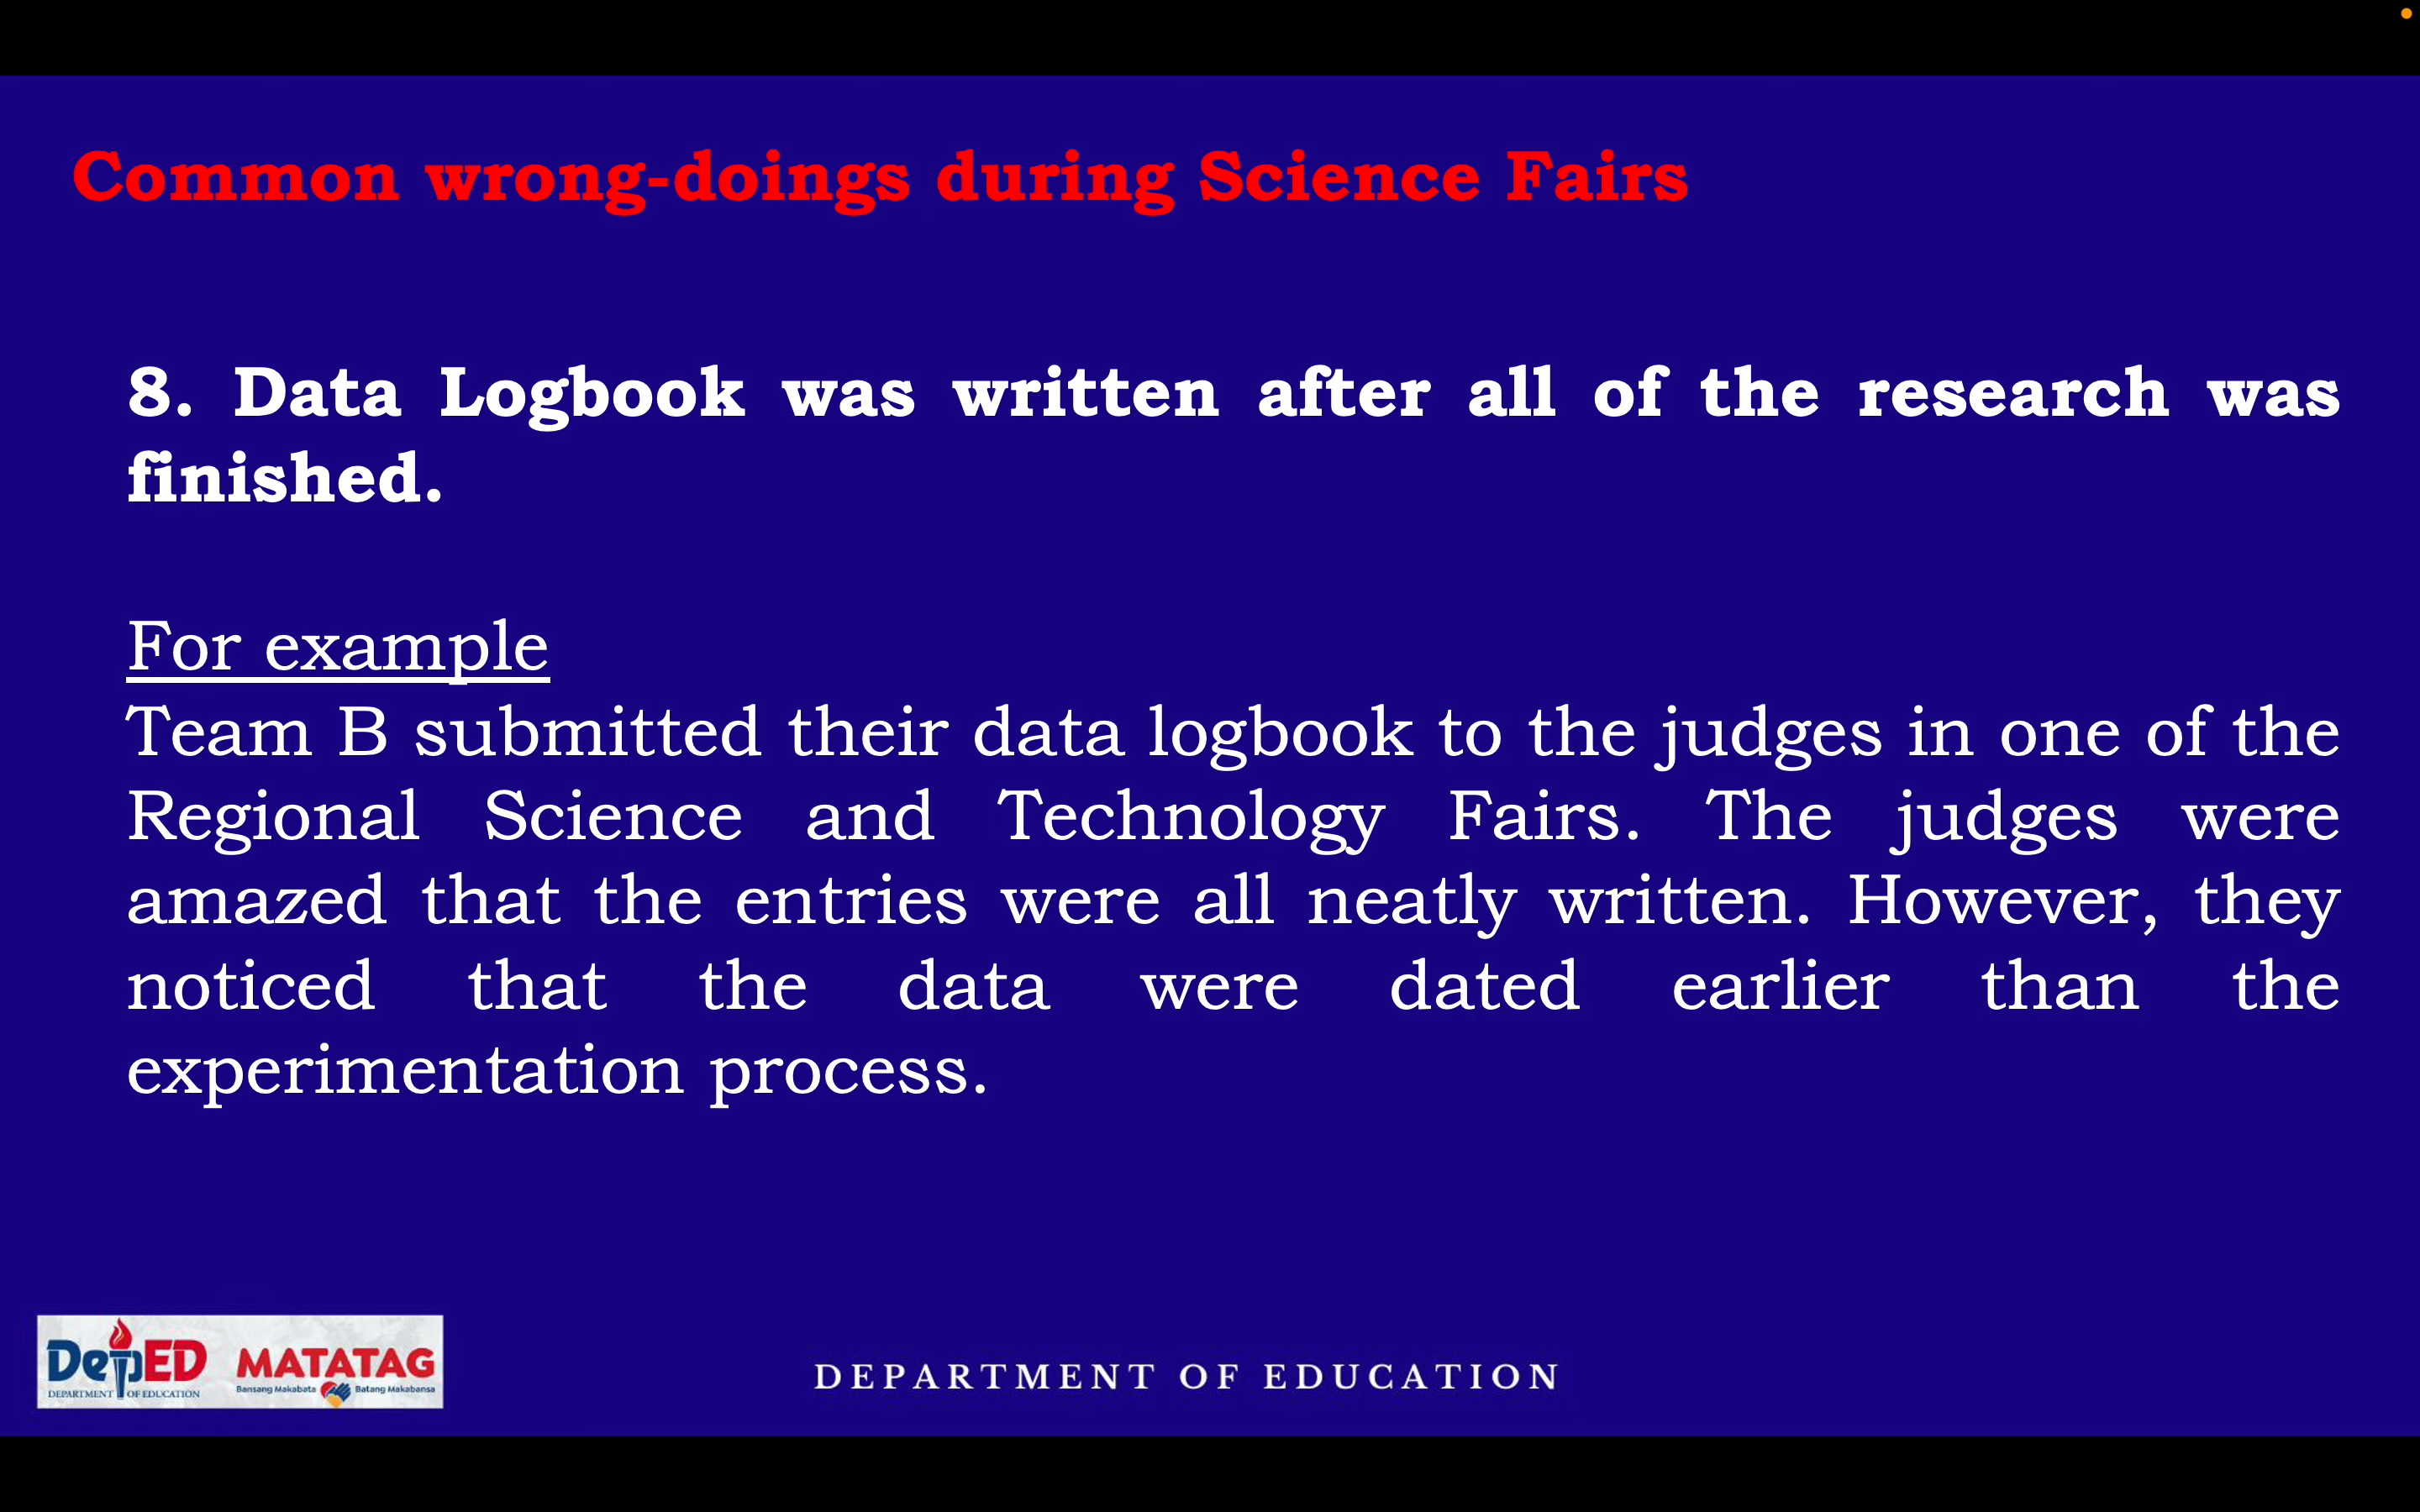 Common wrong-doings during Science Fairs
8. Data Logbook was written after all of the research was
finished.
For example
Team B submitted their data logbook to the judges in one of the
Regional Science and Technology Fairs. The judges were
amazed that the entries were all neatly written. However, they
noticed that the data were dated earlier than the
experimentation process.
DepED
DEPARTMENT OF EDUCATION
MATATAG
Bansang Makabata Batang Makabansa
DEPARTMENT OF EDUCATION